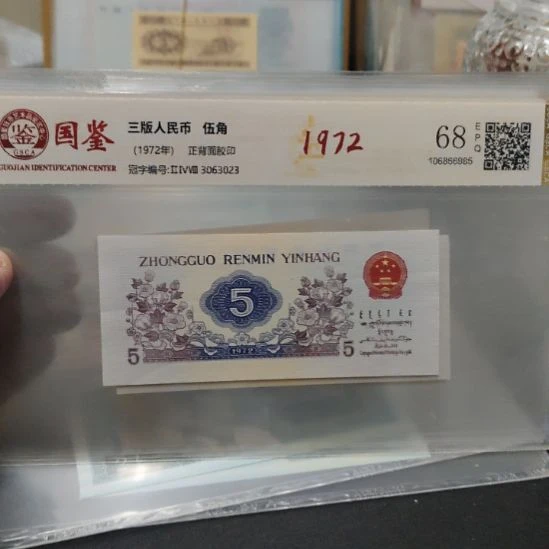 鉴
GSCA
国鉴
GUOJIAN IDENTIFICATION CENTER
三版人民币 伍角
(1972年) 正背面胶印
冠字编号:ⅡⅣⅧ 3063023
1972
68
EPQ
106866985
ZHONGGUO RENMIN YINHANG
5
5
5
1972